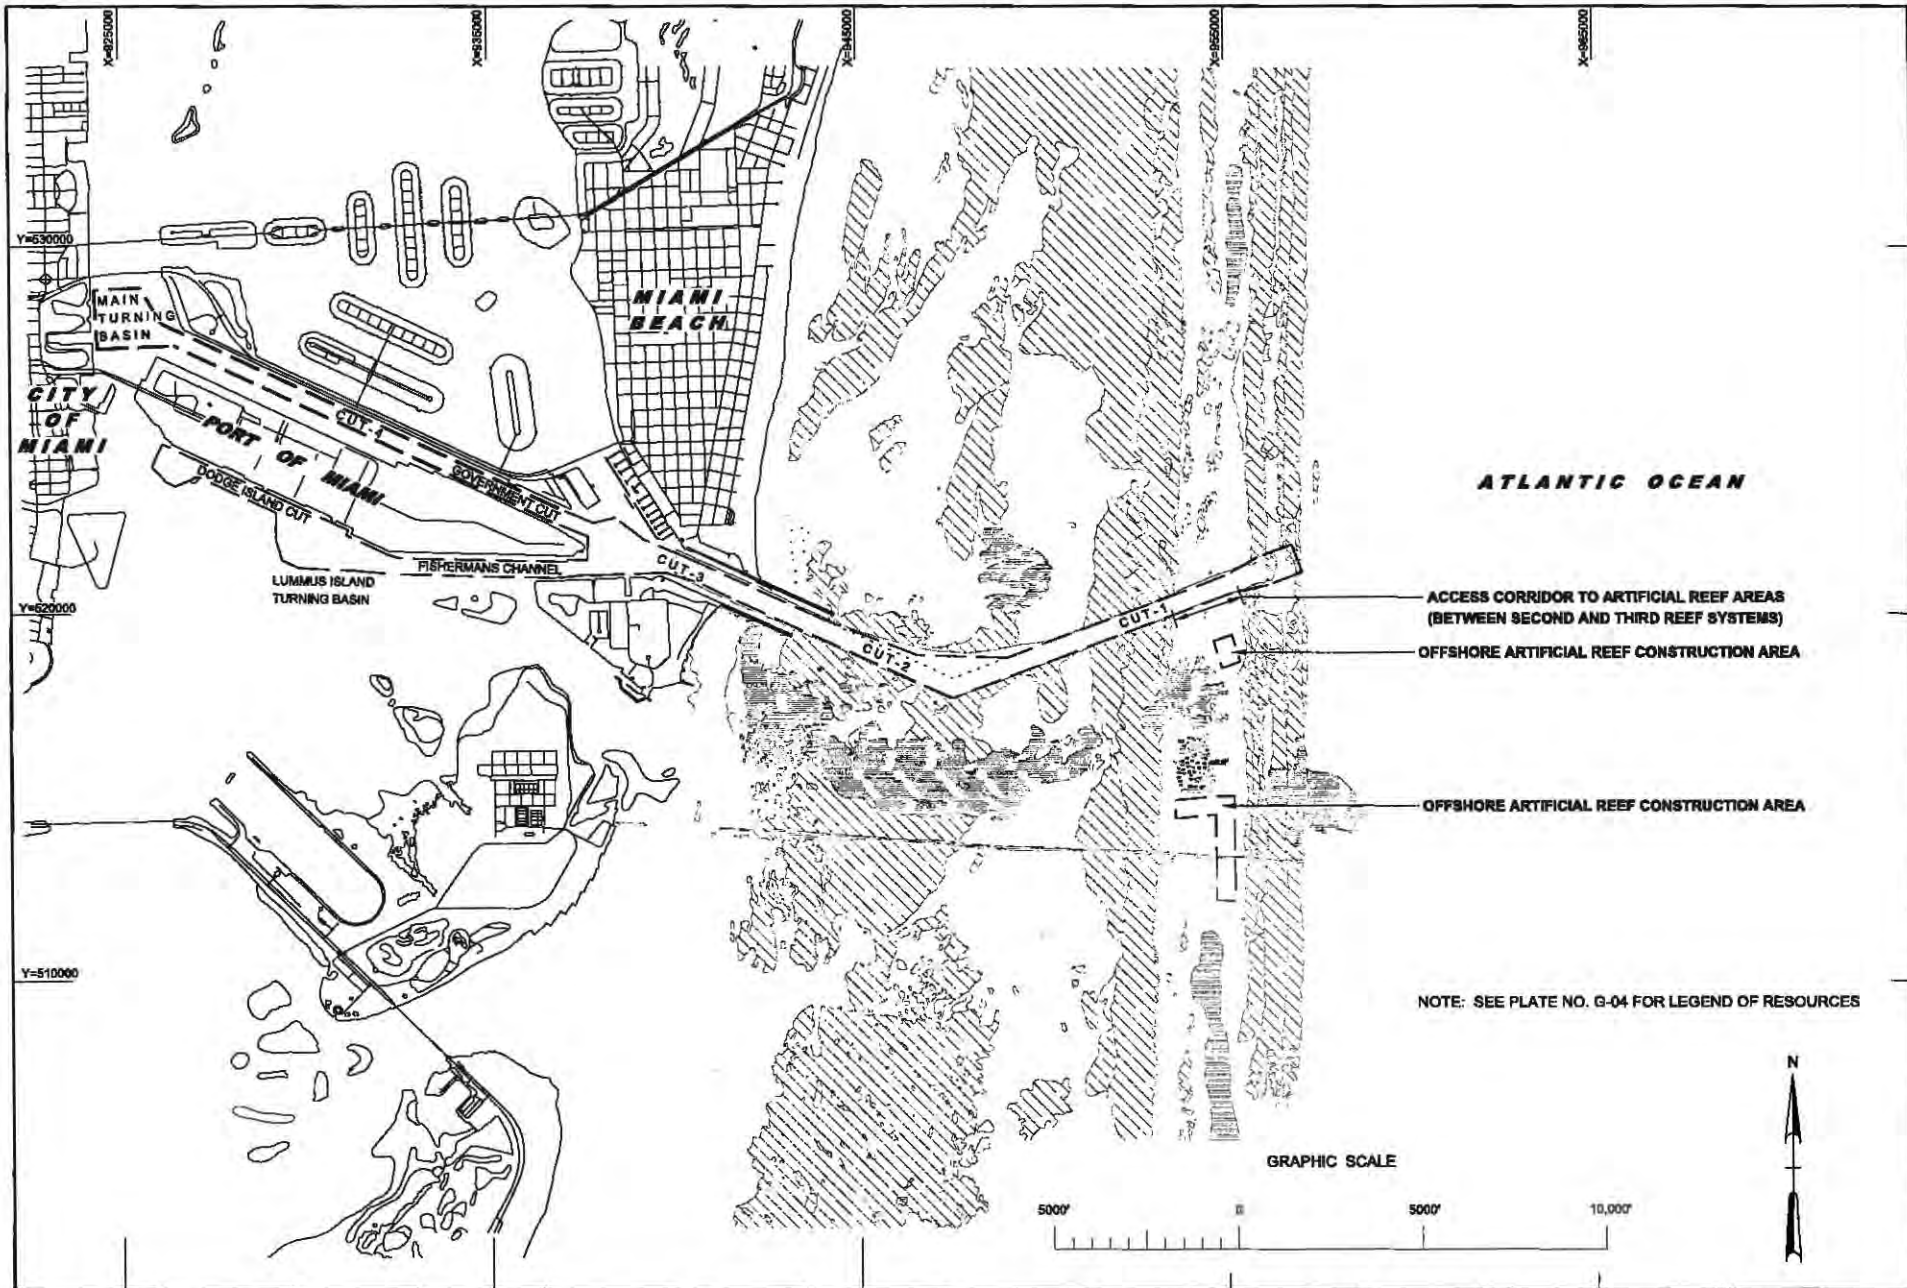 X=925000
X=935000
X=945000
X=955000
X=965000
Y=530000
MAIN
TURNING
BASIN
MIAMI
BEACH
CITY
OF
MIAMI
CUT-4
PORT OF MIAMI
GOVERNMENT CUT
DODGE ISLAND CUT
ATLANTIC OCEAN
FISHERMANS CHANNEL
CUT-3
LUMMUS ISLAND
TURNING BASIN
Y=520000
CUT-1
CUT-2
ACCESS CORRIDOR TO ARTIFICIAL REEF AREAS
(BETWEEN SECOND AND THIRD REEF SYSTEMS)
OFFSHORE ARTIFICIAL REEF CONSTRUCTION AREA
OFFSHORE ARTIFICIAL REEF CONSTRUCTION AREA
Y=510000
NOTE: SEE PLATE NO. G-04 FOR LEGEND OF RESOURCES
N
GRAPHIC SCALE
5000' 0 5000' 10,000'